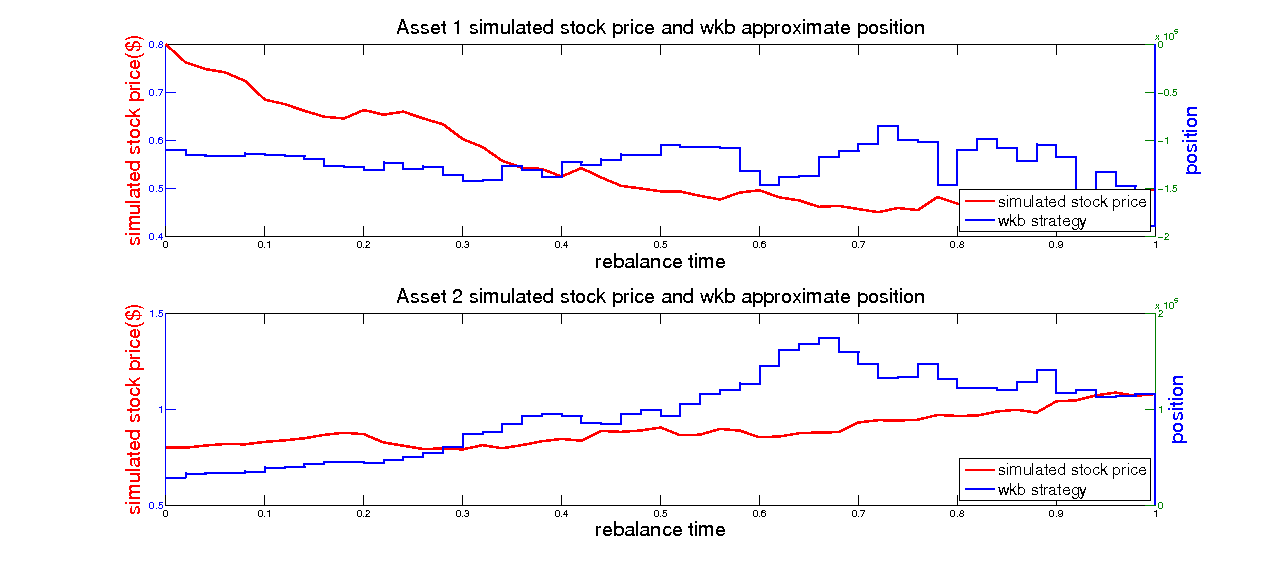 Asset 1 simulated stock price and wkb approximate position
x 10^6
simulated stock price($)
0.8
0.7
0.6
0.5
0.4
0
-0.5
-1
-1.5
-2
position
simulated stock price
wkb strategy
0 0.1 0.2 0.3 0.4 0.5 0.6 0.7 0.8 0.9 1
rebalance time
Asset 2 simulated stock price and wkb approximate position
simulated stock price($)
1.5
1
0.5
2
1
0
position
simulated stock price
wkb strategy
0 0.1 0.2 0.3 0.4 0.5 0.6 0.7 0.8 0.9 1
rebalance time